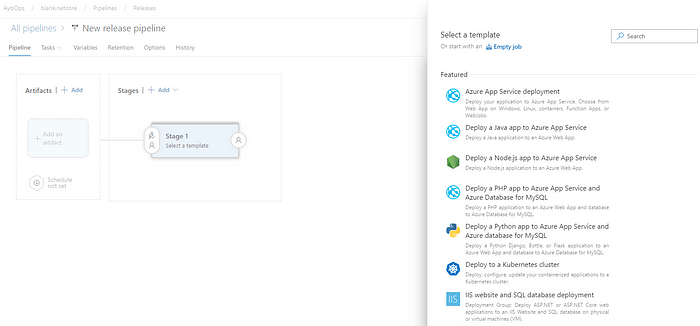 AybOps / blank.netcore / Pipelines / Releases
All pipelines > New release pipeline
Pipeline Tasks Variables Retention Options History
Artifacts | + Add
Stages | + Add
+ Add an
artifact
Schedule
not set
Stage 1
Select a template
Select a template
Or start with an Empty job
Search
Featured
Azure App Service deployment
Deploy your application to Azure App Service. Choose from
Web App on Windows, Linux, containers, Function Apps, or
WebJobs.
Deploy a Java app to Azure App Service
Deploy a Java application to an Azure Web App.
Deploy a Node.js app to Azure App Service
Deploy a Node.js application to an Azure Web App.
Deploy a PHP app to Azure App Service and
Azure Database for MySQL
Deploy a PHP application to an Azure Web App and database
to Azure Database for MySQL.
Deploy a Python app to Azure App Service and
Azure database for MySQL
Deploy a Python Django, Bottle, or Flask application to an
Azure Web App and database to Azure Database for MySQL.
Deploy to a Kubernetes cluster
Deploy, configure, update your containerized applications to a
Kubernetes cluster.
IIS
IIS website and SQL database deployment
Deployment Group: Deploy ASP.NET or ASP.NET Core web
applications to an IIS Website and SQL database on physical
or virtual machines (VM).